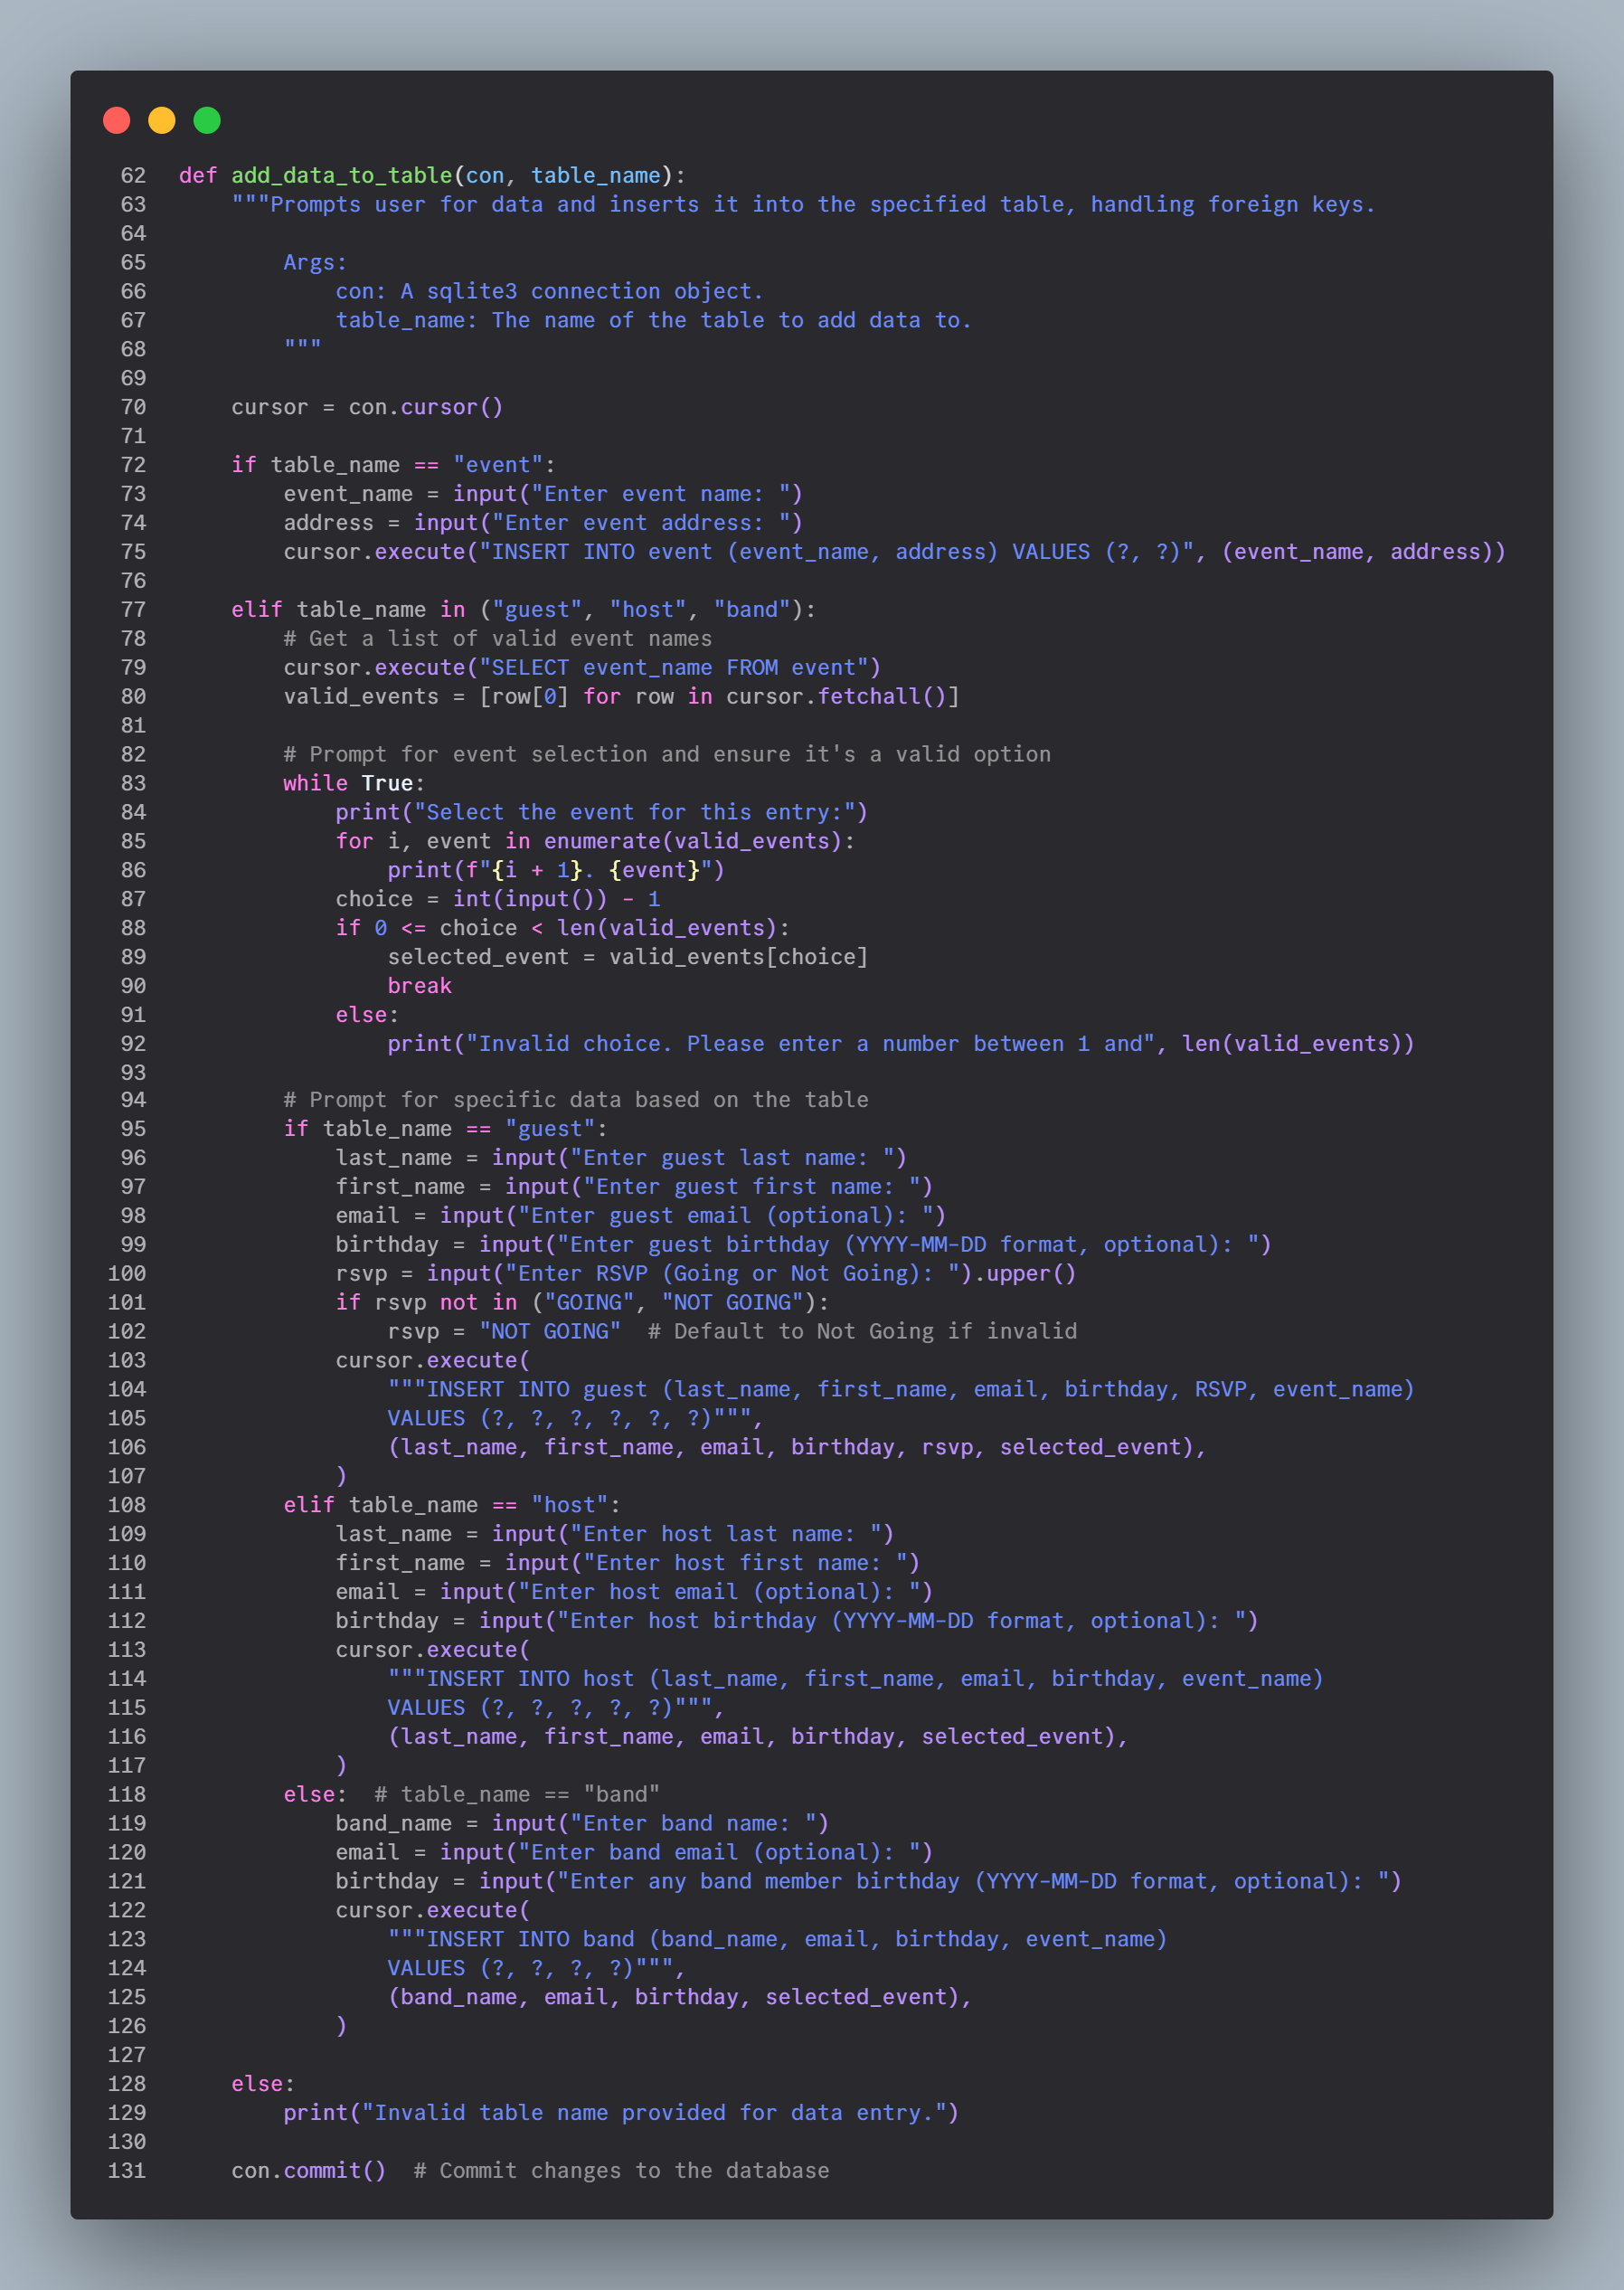 62 def add_data_to_table(con, table_name):
63     """Prompts user for data and inserts it into the specified table, handling foreign keys.
64
65         Args:
66             con: A sqlite3 connection object.
67             table_name: The name of the table to add data to.
68         """
69
70     cursor = con.cursor()
71
72     if table_name == "event":
73         event_name = input("Enter event name: ")
74         address = input("Enter event address: ")
75         cursor.execute("INSERT INTO event (event_name, address) VALUES (?, ?)", (event_name, address))
76
77     elif table_name in ("guest", "host", "band"):
78         # Get a list of valid event names
79         cursor.execute("SELECT event_name FROM event")
80         valid_events = [row[0] for row in cursor.fetchall()]
81
82         # Prompt for event selection and ensure it's a valid option
83         while True:
84             print("Select the event for this entry:")
85             for i, event in enumerate(valid_events):
86                 print(f"{i + 1}. {event}")
87             choice = int(input()) - 1
88             if 0 <= choice < len(valid_events):
89                 selected_event = valid_events[choice]
90                 break
91             else:
92                 print("Invalid choice. Please enter a number between 1 and", len(valid_events))
93
94         # Prompt for specific data based on the table
95         if table_name == "guest":
96             last_name = input("Enter guest last name: ")
97             first_name = input("Enter guest first name: ")
98             email = input("Enter guest email (optional): ")
99             birthday = input("Enter guest birthday (YYYY-MM-DD format, optional): ")
100             rsvp = input("Enter RSVP (Going or Not Going): ").upper()
101             if rsvp not in ("GOING", "NOT GOING"):
102                 rsvp = "NOT GOING"  # Default to Not Going if invalid
103             cursor.execute(
104                 """INSERT INTO guest (last_name, first_name, email, birthday, RSVP, event_name)
105                 VALUES (?, ?, ?, ?, ?, ?)""",
106                 (last_name, first_name, email, birthday, rsvp, selected_event),
107             )
108         elif table_name == "host":
109             last_name = input("Enter host last name: ")
110             first_name = input("Enter host first name: ")
111             email = input("Enter host email (optional): ")
112             birthday = input("Enter host birthday (YYYY-MM-DD format, optional): ")
113             cursor.execute(
114                 """INSERT INTO host (last_name, first_name, email, birthday, event_name)
115                 VALUES (?, ?, ?, ?, ?)""",
116                 (last_name, first_name, email, birthday, selected_event),
117             )
118         else:  # table_name == "band"
119             band_name = input("Enter band name: ")
120             email = input("Enter band email (optional): ")
121             birthday = input("Enter any band member birthday (YYYY-MM-DD format, optional): ")
122             cursor.execute(
123                 """INSERT INTO band (band_name, email, birthday, event_name)
124                 VALUES (?, ?, ?, ?)""",
125                 (band_name, email, birthday, selected_event),
126             )
127
128     else:
129         print("Invalid table name provided for data entry.")
130
131     con.commit()  # Commit changes to the database